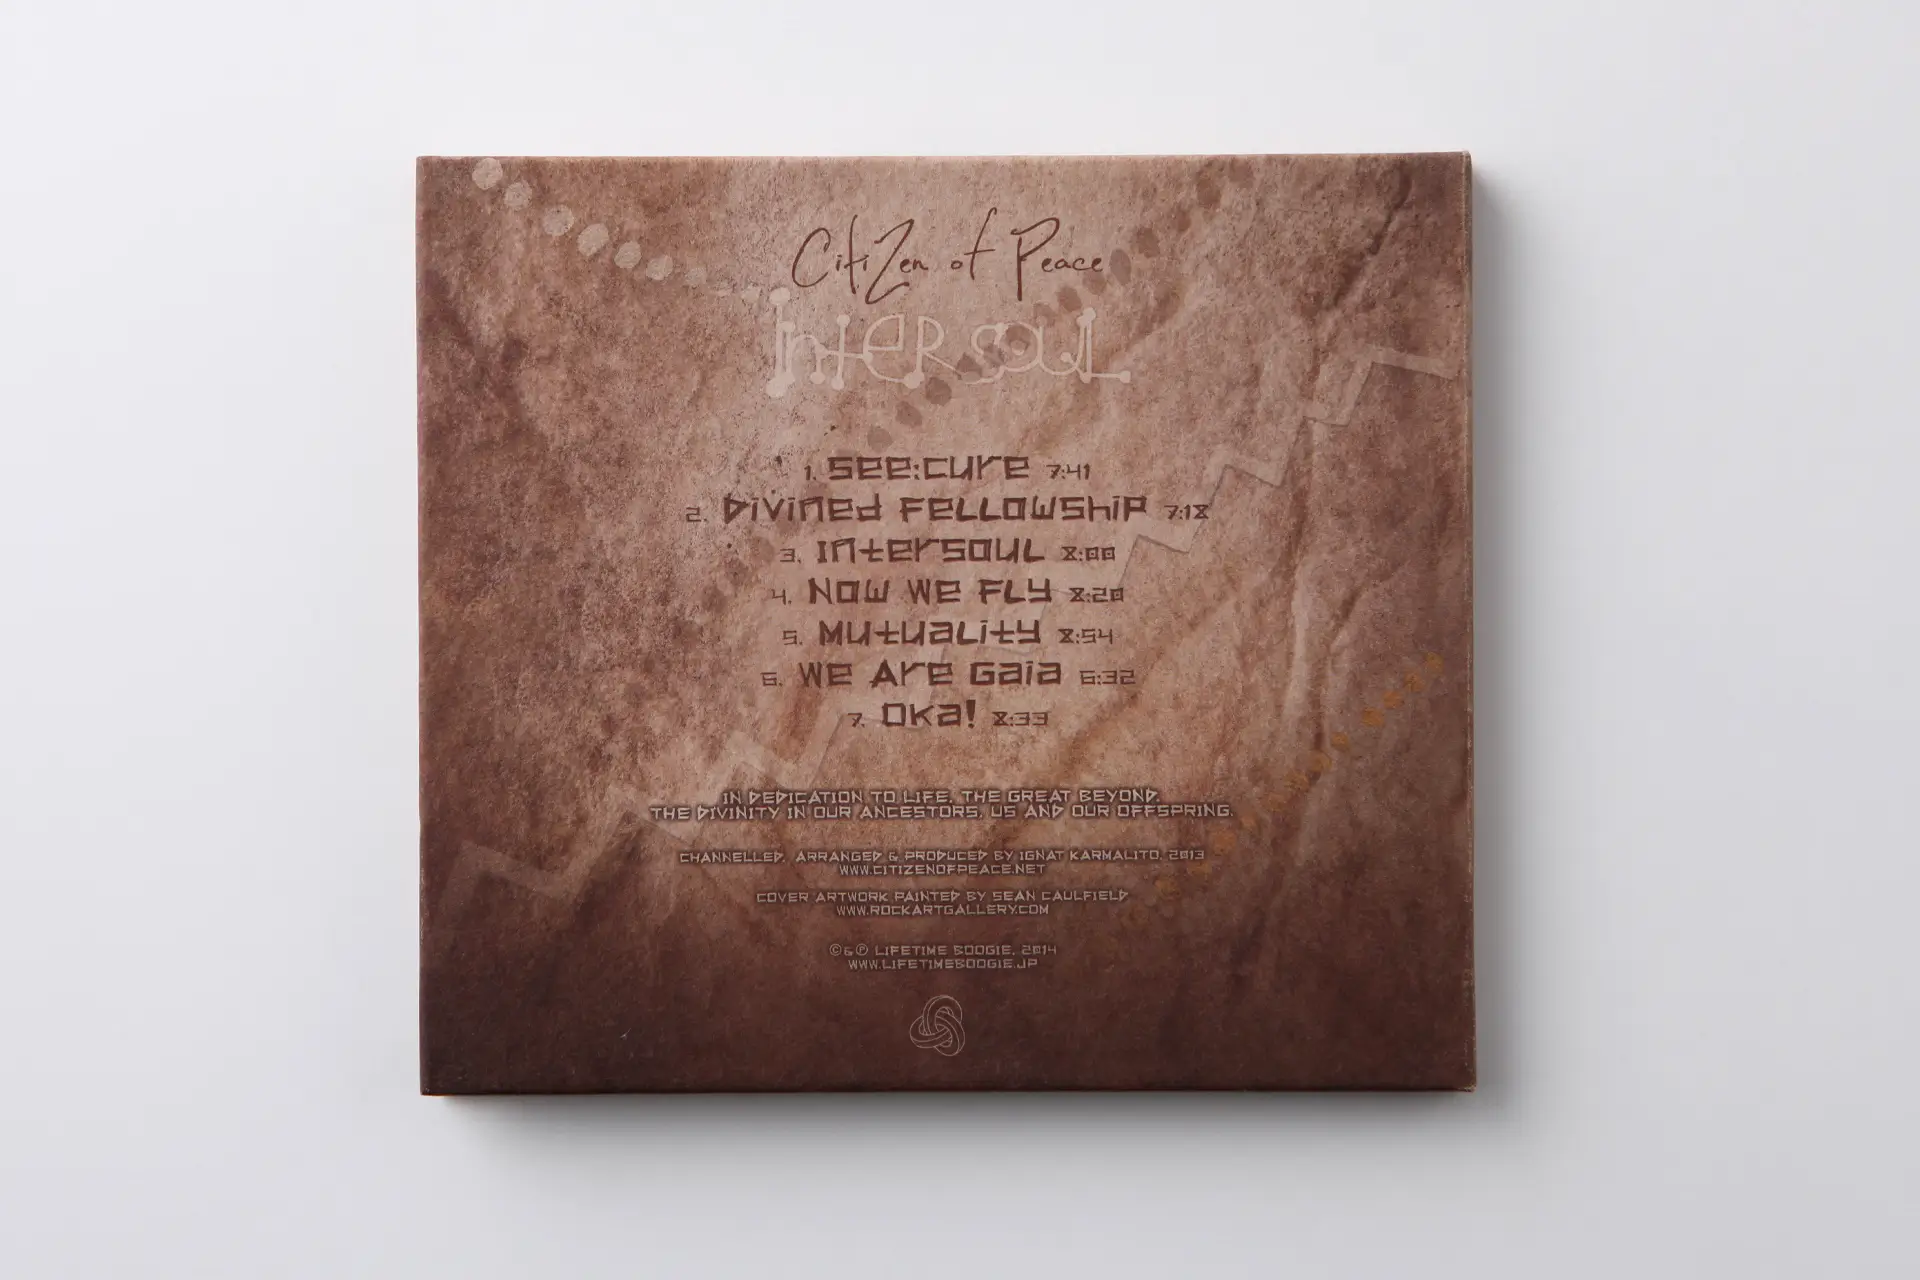 CitiZen of Peace
intersoul
1. see:cure 7:41
2. Divined Fellowship 7:18
3. intersoul 8:00
4. Now We Fly 8:20
5. Mutuality 8:54
6. We Are Gaia 6:32
7. Oka! 8:33
IN DEDICATION TO LIFE, THE GREAT BEYOND,
THE DIVINITY IN OUR ANCESTORS, US AND OUR OFFSPRING.
CHANNELLED, ARRANGED & PRODUCED BY IGNAT KARMALITO, 2013
WWW.CITIZENOFPEACE.NET
COVER ARTWORK PAINTED BY SEAN CAULFIELD
WWW.ROCKARTGALLERY.COM
©&℗ LIFETIME BOOGIE, 2014
WWW.LIFETIMEBOOGIE.JP